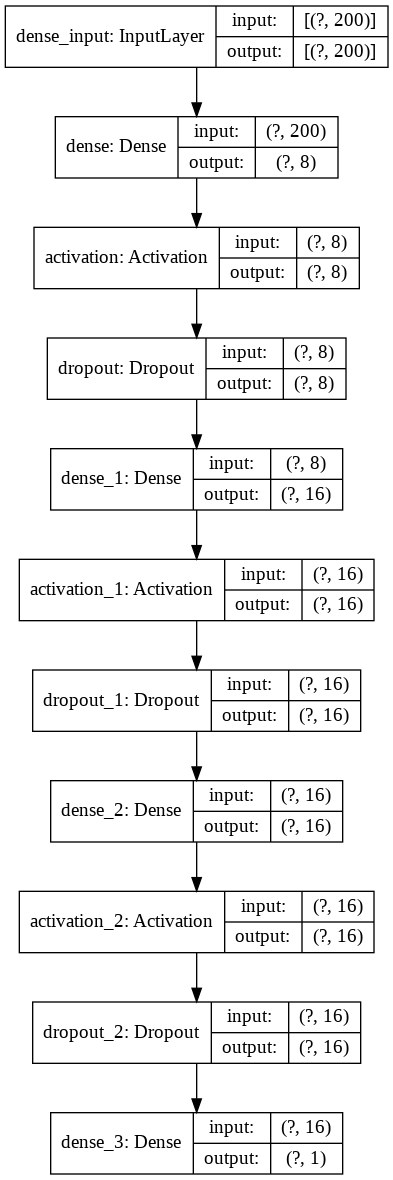 dense_input: InputLayer
input: [(?, 200)]
output: [(?, 200)]
dense: Dense
input: (?, 200)
output: (?, 8)
activation: Activation
input: (?, 8)
output: (?, 8)
dropout: Dropout
input: (?, 8)
output: (?, 8)
dense_1: Dense
input: (?, 8)
output: (?, 16)
activation_1: Activation
input: (?, 16)
output: (?, 16)
dropout_1: Dropout
input: (?, 16)
output: (?, 16)
dense_2: Dense
input: (?, 16)
output: (?, 16)
activation_2: Activation
input: (?, 16)
output: (?, 16)
dropout_2: Dropout
input: (?, 16)
output: (?, 16)
dense_3: Dense
input: (?, 16)
output: (?, 1)